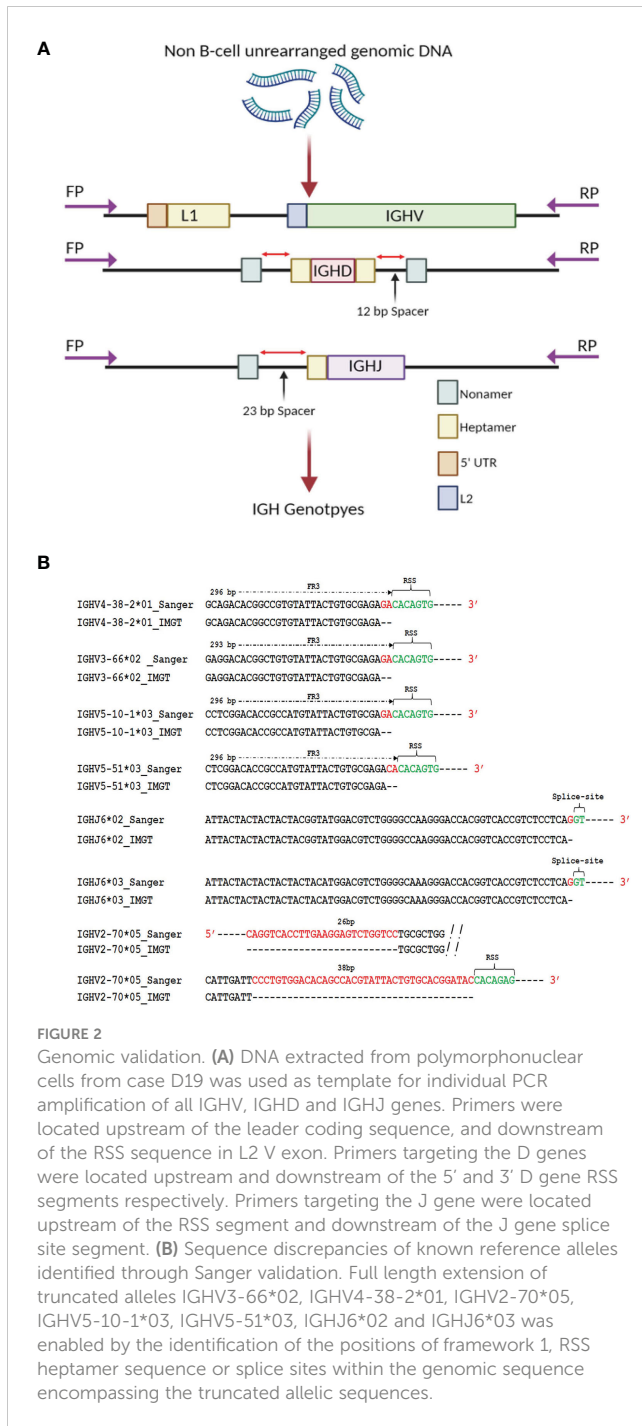 A
Non B-cell unrearranged genomic DNA
FP
RP
L1
IGHV
FP
RP
IGHD
12 bp Spacer
FP
RP
IGHJ
23 bp Spacer
Nonamer
Heptamer
5' UTR
L2
IGH Genotpyes
B
296 bp FR3 RSS
IGHV4-38-2*01_Sanger GCAGACACGGCCGTGTATTACTGTGCGAGAGACACAGTG----- 3'
IGHV4-38-2*01_IMGT GCAGACACGGCCGTGTATTACTGTGCGAGA--
293 bp FR3 RSS
IGHV3-66*02 _Sanger GAGGACACGGCTGTGTATTACTGTGCGAGAGACACAGTG----- 3'
IGHV3-66*02_IMGT GAGGACACGGCTGTGTATTACTGTGCGAGA--
296 bp FR3 RSS
IGHV5-10-1*03_Sanger CCTCGGACACCGCCATGTATTACTGTGCGAGACACAGTG----- 3'
IGHV5-10-1*03_IMGT CCTCGGACACCGCCATGTATTACTGTGCGA--
296 bp FR3 RSS
IGHV5-51*03_Sanger CTCGGACACCGCCATGTATTACTGTGCGAGACACACAGTG----- 3'
IGHV5-51*03_IMGT CTCGGACACCGCCATGTATTACTGTGCGAGA--
Splice-site
IGHJ6*02_Sanger ATTACTACTACTACTACGGTATGGACGTCTGGGGCCAAGGGACCACGGTCACCGTCTCCTCAGGT----- 3'
IGHJ6*02_IMGT ATTACTACTACTACTACGGTATGGACGTCTGGGGCCAAGGGACCACGGTCACCGTCTCCTCA-
Splice-site
IGHJ6*03_Sanger ATTACTACTACTACTACTACATGGACGTCTGGGGCAAAGGGACCACGGTCACCGTCTCCTCAGGT----- 3'
IGHJ6*03_IMGT ATTACTACTACTACTACTACATGGACGTCTGGGGCAAAGGGACCACGGTCACCGTCTCCTCA-
26bp
IGHV2-70*05_Sanger 5' -----CAGGTCACCTTGAAGGAGTCTGGTCCTGCGCTGG //
IGHV2-70*05_IMGT --------------------------TGCGCTGG //
38bp RSS
IGHV2-70*05_Sanger CATTGATTCCCTGTGGACACAGCCACGTATTACTGTGCACGGATACCACAGAG----- 3'
IGHV2-70*05_IMGT CATTGATT--------------------------------------
FIGURE 2
Genomic validation. (A) DNA extracted from polymorphonuclear
cells from case D19 was used as template for individual PCR
amplification of all IGHV, IGHD and IGHJ genes. Primers were
located upstream of the leader coding sequence, and downstream
of the RSS sequence in L2 V exon. Primers targeting the D genes
were located upstream and downstream of the 5' and 3' D gene RSS
segments respectively. Primers targeting the J gene were located
upstream of the RSS segment and downstream of the J gene splice
site segment. (B) Sequence discrepancies of known reference alleles
identified through Sanger validation. Full length extension of
truncated alleles IGHV3-66*02, IGHV4-38-2*01, IGHV2-70*05,
IGHV5-10-1*03, IGHV5-51*03, IGHJ6*02 and IGHJ6*03 was
enabled by the identification of the positions of framework 1, RSS
heptamer sequence or splice sites within the genomic sequence
encompassing the truncated allelic sequences.